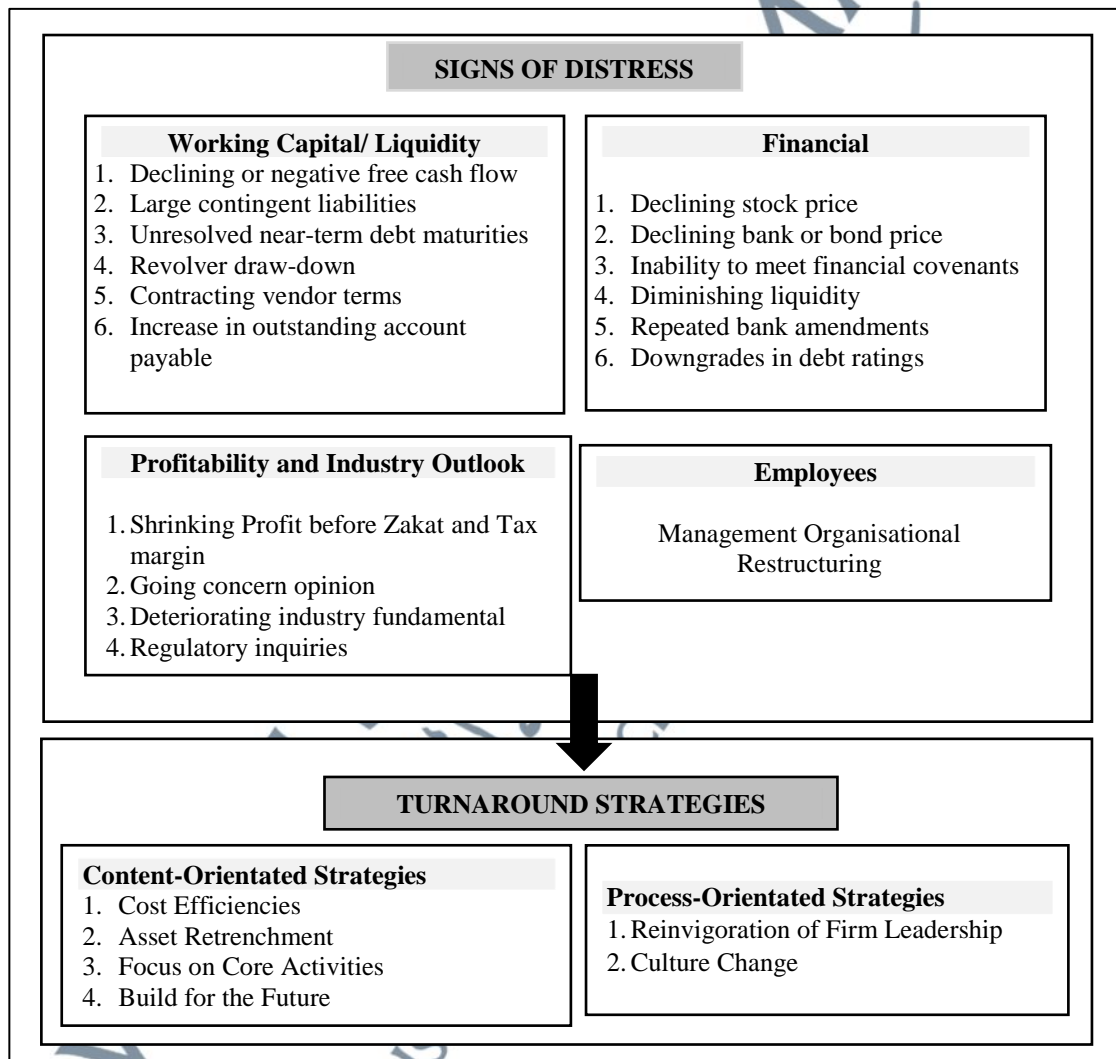 SIGNS OF DISTRESS
Working Capital/ Liquidity
1. Declining or negative free cash flow
2. Large contingent liabilities
3. Unresolved near-term debt maturities
4. Revolver draw-down
5. Contracting vendor terms
6. Increase in outstanding account
payable
Financial
1. Declining stock price
2. Declining bank or bond price
3. Inability to meet financial covenants
4. Diminishing liquidity
5. Repeated bank amendments
6. Downgrades in debt ratings
Profitability and Industry Outlook
1. Shrinking Profit before Zakat and Tax
margin
2. Going concern opinion
3. Deteriorating industry fundamental
4. Regulatory inquiries
Employees
Management Organisational
Restructuring
TURNAROUND STRATEGIES
Content-Orientated Strategies
1. Cost Efficiencies
2. Asset Retrenchment
3. Focus on Core Activities
4. Build for the Future
Process-Orientated Strategies
1. Reinvigoration of Firm Leadership
2. Culture Change